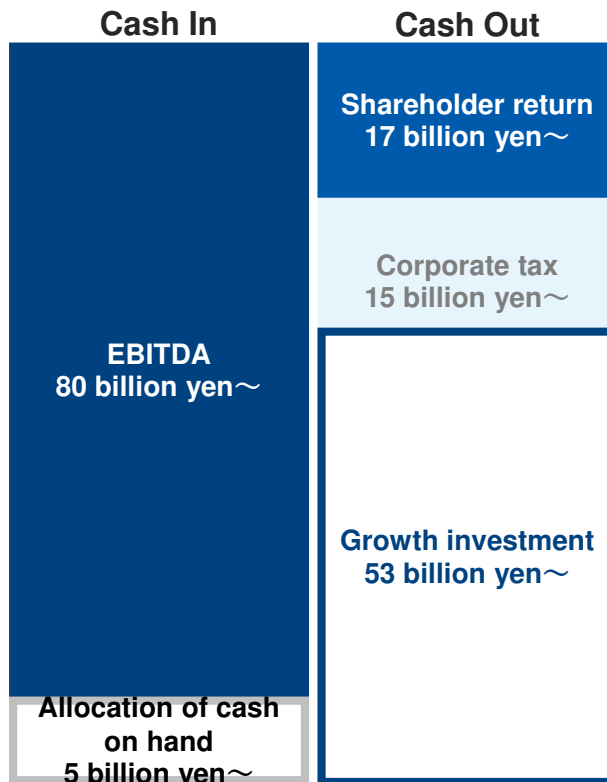 Cash In
Cash Out
EBITDA
80 billion yen～
Allocation of cash
on hand
5 billion yen～
Shareholder return
17 billion yen～
Corporate tax
15 billion yen～
Growth investment
53 billion yen～